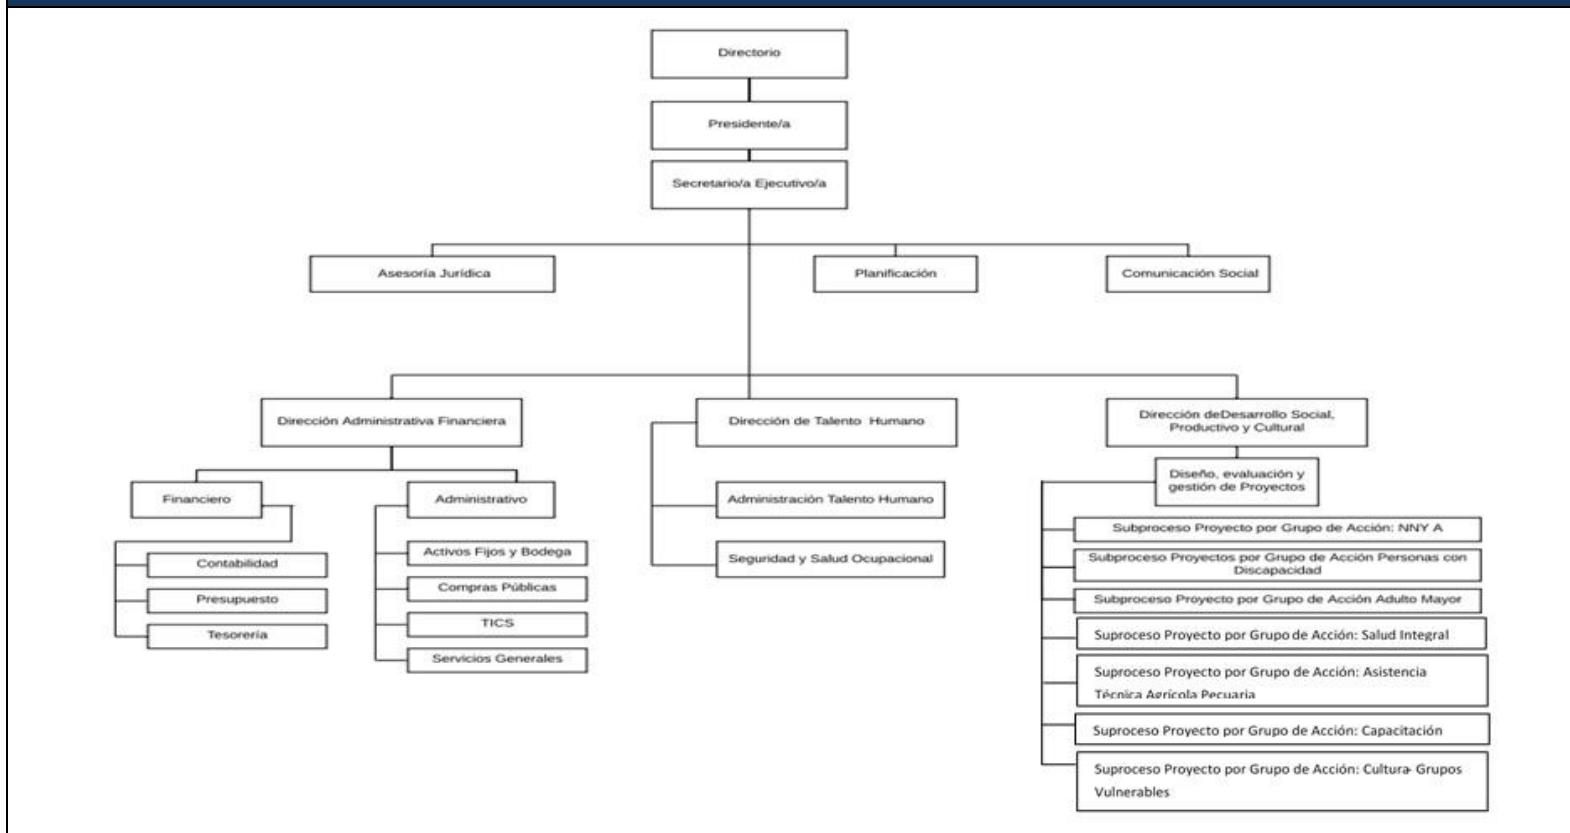 Directorio
Presidente/a
Secretario/a Ejecutivo/a
Asesoría Jurídica
Planificación
Comunicación Social
Dirección Administrativa Financiera
Dirección de Talento Humano
Dirección deDesarrollo Social,
Productivo y Cultural
Financiero
Administrativo
Contabilidad
Presupuesto
Tesorería
Activos Fijos y Bodega
Compras Públicas
TICS
Servicios Generales
Administración Talento Humano
Seguridad y Salud Ocupacional
Diseño, evaluación y
gestión de Proyectos
Subproceso Proyecto por Grupo de Acción: NNY A
Subproceso Proyectos por Grupo de Acción Personas con
Discapacidad
Subproceso Proyecto por Grupo de Acción Adulto Mayor
Suproceso Proyecto por Grupo de Acción: Salud Integral
Suproceso Proyecto por Grupo de Acción: Asistencia
Técnica Agrícola Pecuaria
Suproceso Proyecto por Grupo de Acción: Capacitación
Suproceso Proyecto por Grupo de Acción: Cultura- Grupos
Vulnerables